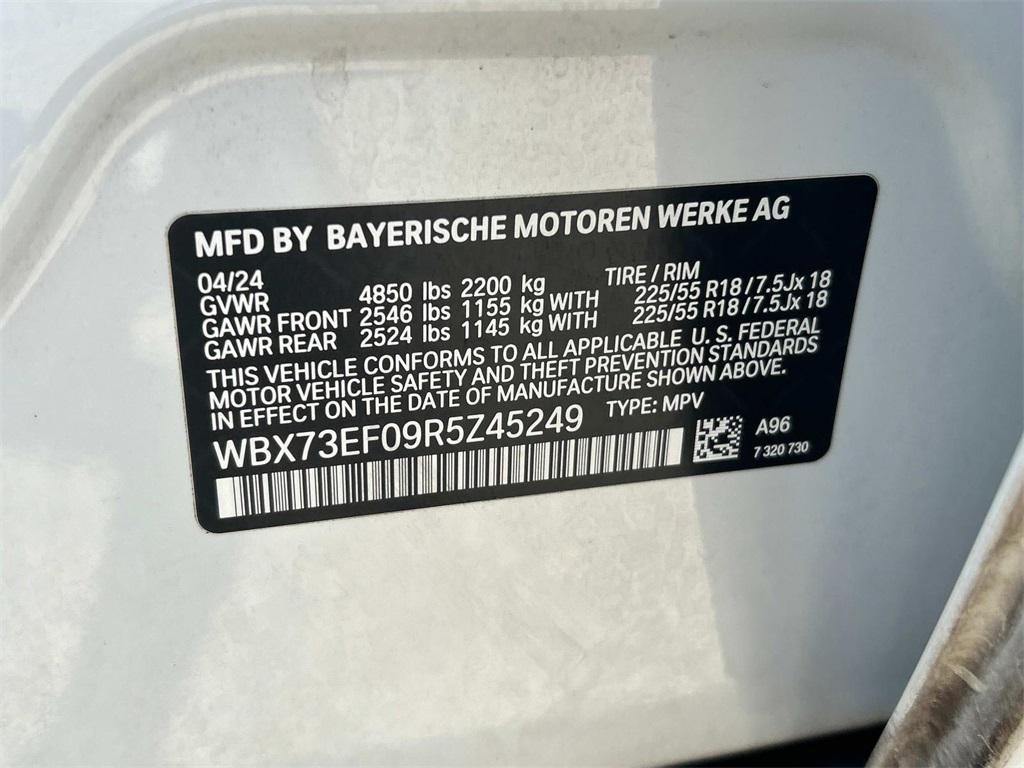 MFD BY BAYERISCHE MOTOREN WERKE AG
04/24 TIRE / RIM
GVWR 4850 lbs 2200 kg
GAWR FRONT 2546 lbs 1155 kg WITH 225/55 R18 / 7.5Jx 18
GAWR REAR 2524 lbs 1145 kg WITH 225/55 R18 / 7.5Jx 18
THIS VEHICLE CONFORMS TO ALL APPLICABLE U. S. FEDERAL
MOTOR VEHICLE SAFETY AND THEFT PREVENTION STANDARDS
IN EFFECT ON THE DATE OF MANUFACTURE SHOWN ABOVE.
WBX73EF09R5Z45249 TYPE: MPV
A96
7 320 730